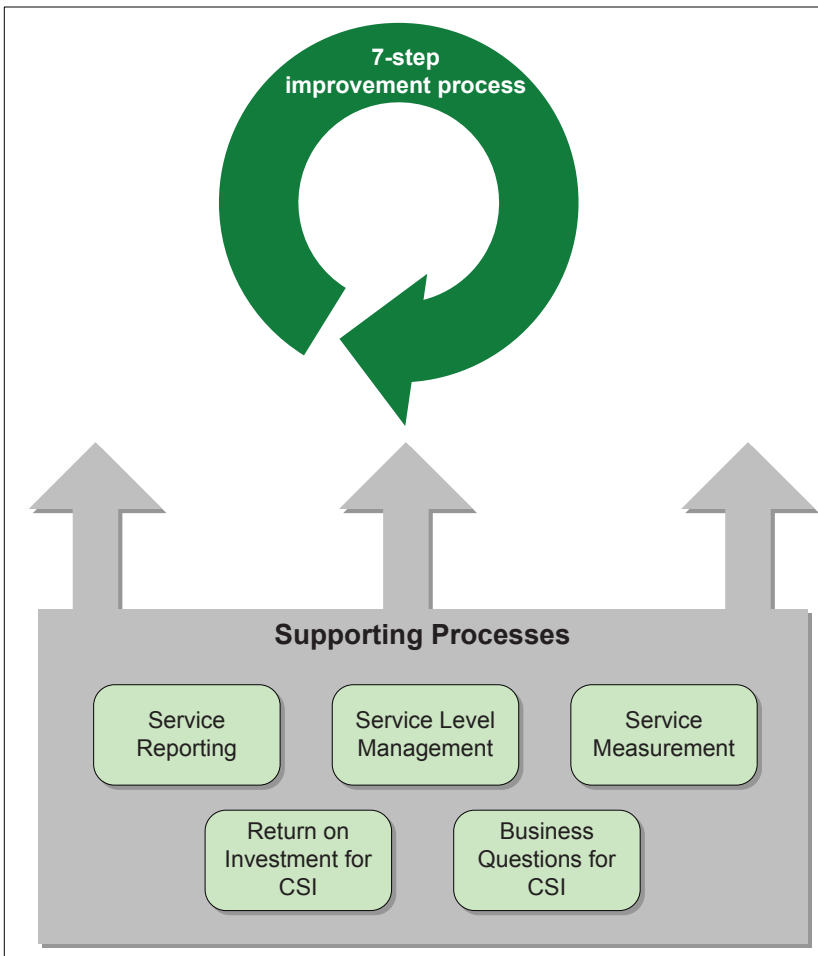 7-step
improvement process
Supporting Processes
Service
Reporting
Service Level
Management
Service
Measurement
Return on
Investment for
CSI
Business
Questions for
CSI